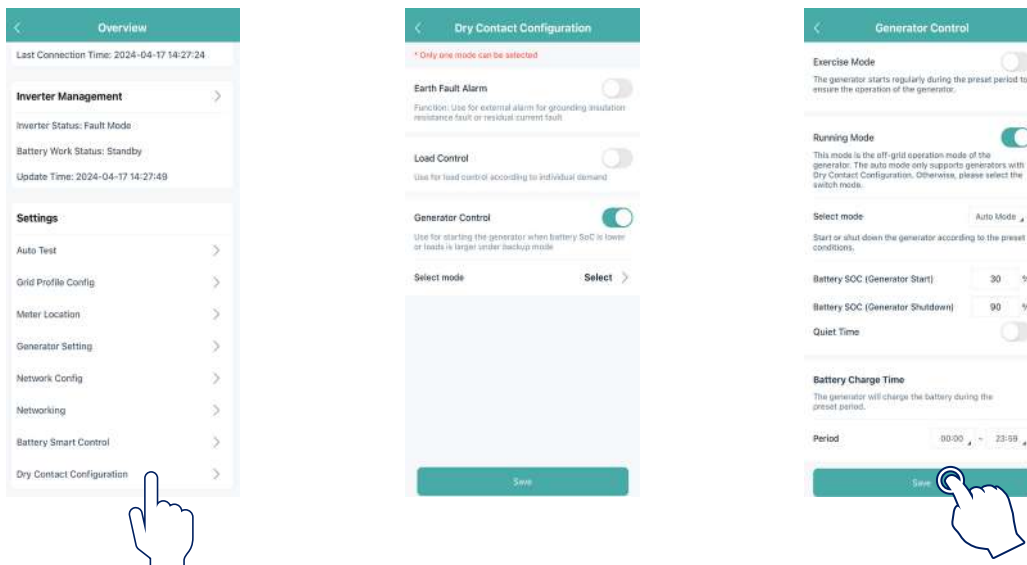 Overview
Last Connection Time: 2024-04-17 14:27:24
Inverter Management
Inverter Status: Fault Mode
Battery Work Status: Standby
Update Time: 2024-04-17 14:27:49
Settings
Auto Test
Grid Profile Config
Meter Location
Generator Setting
Network Config
Networking
Battery Smart Control
Dry Contact Configuration
Dry Contact Configuration
* Only one mode can be selected
Earth Fault Alarm
Function: Use for external alarm for grounding insulation
resistance fault or residual current fault
Load Control
Use for load control according to individual demand
Generator Control
Use for starting the generator when battery SoC is lower
or loads is larger under backup mode
Select mode Select
Save
Generator Control
Exercise Mode
The generator starts regularly during the preset period to
ensure the operation of the generator.
Running Mode
This mode is the off-grid operation mode of the
generator. The auto mode only supports generators with
Dry Contact Configuration. Otherwise, please select the
switch mode.
Select mode Auto Mode
Start or shut down the generator according to the preset
conditions.
Battery SOC (Generator Start) 30
Battery SOC (Generator Shutdown) 90
Quiet Time
Battery Charge Time
The generator will charge the battery during the
preset period.
Period 00:00 ~ 23:59
Save